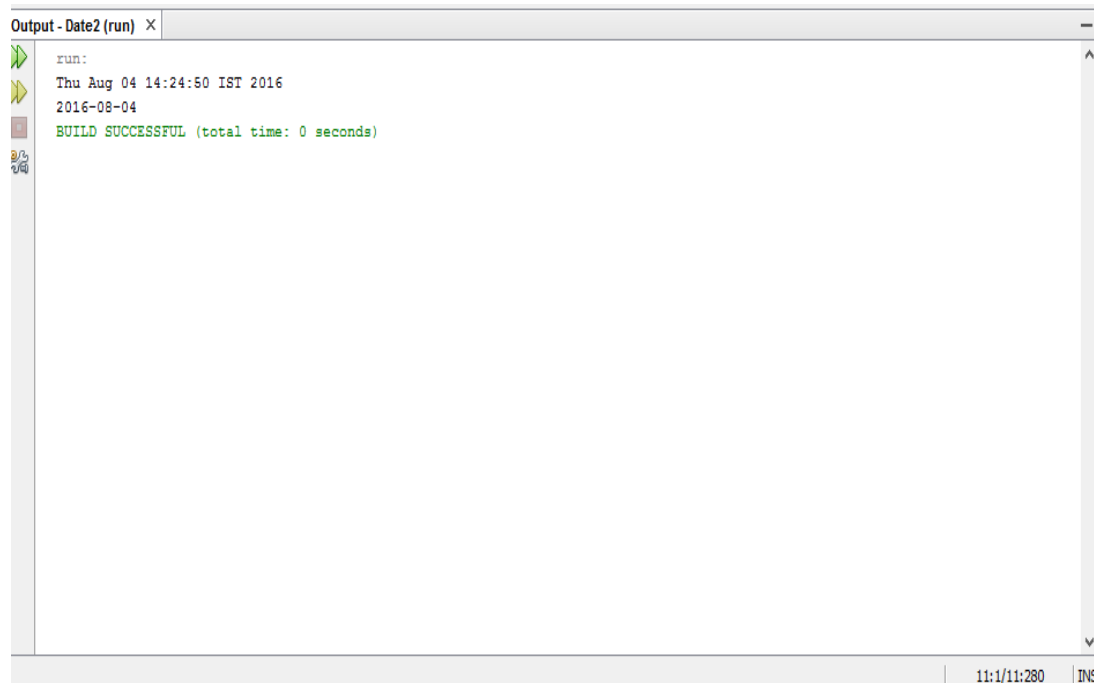 Output - Date2 (run) X
run:
Thu Aug 04 14:24:50 IST 2016
2016-08-04
BUILD SUCCESSFUL (total time: 0 seconds)
11:1/11:280 INS